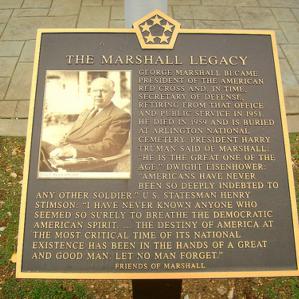 THE MARSHALL LEGACY
GEORGE MARSHALL BECAME
PRESIDENT OF THE AMERICAN
RED CROSS AND, IN TIME,
SECRETARY OF DEFENSE,
RETIRING FROM THAT OFFICE
AND PUBLIC SERVICE IN 1951.
HE DIED IN 1959 AND IS BURIED
AT ARLINGTON NATIONAL
CEMETERY. PRESIDENT HARRY
TRUMAN SAID OF MARSHALL:
"HE IS THE GREAT ONE OF THE
AGE." DWIGHT EISENHOWER:
"AMERICANS HAVE NEVER
BEEN SO DEEPLY INDEBTED TO
ANY OTHER SOLDIER." U.S. STATESMAN HENRY
STIMSON: "I HAVE NEVER KNOWN ANYONE WHO
SEEMED SO SURELY TO BREATHE THE DEMOCRATIC
AMERICAN SPIRIT. ... THE DESTINY OF AMERICA AT
THE MOST CRITICAL TIME OF ITS NATIONAL
EXISTENCE HAS BEEN IN THE HANDS OF A GREAT
AND GOOD MAN. LET NO MAN FORGET."
FRIENDS OF MARSHALL